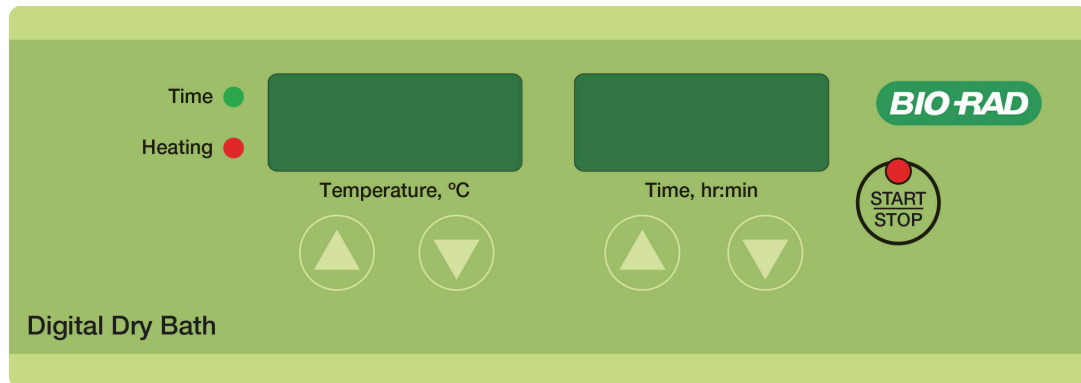 Time
Heating
Temperature, ºC
Time, hr:min
BIO-RAD
START
STOP
Digital Dry Bath